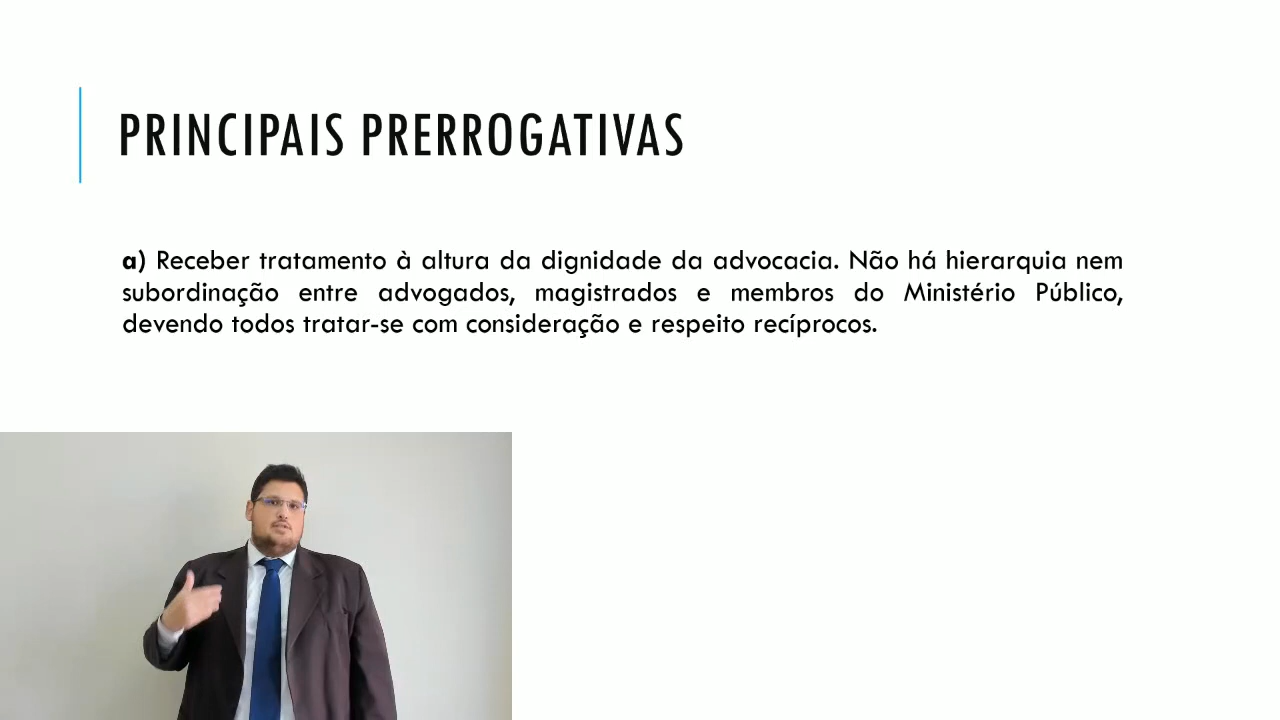 PRINCIPAIS PRERROGATIVAS
a) Receber tratamento à altura da dignidade da advocacia. Não há hierarquia nem
subordinação entre advogados, magistrados e membros do Ministério Público,
devendo todos tratar-se com consideração e respeito recíprocos.